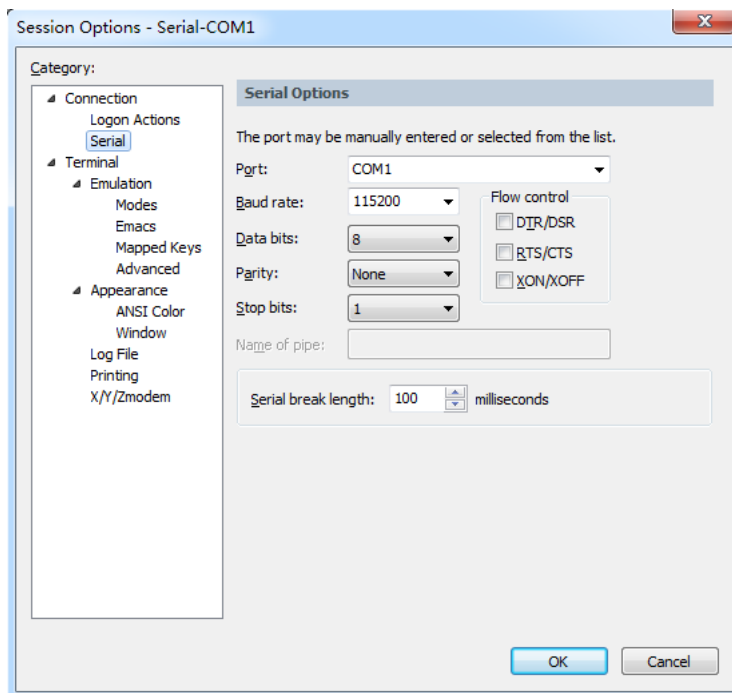 Session Options - Serial-COM1
Category:
Connection
Logon Actions
Serial
Terminal
Emulation
Modes
Emacs
Mapped Keys
Advanced
Appearance
ANSI Color
Window
Log File
Printing
X/Y/Zmodem
Serial Options
The port may be manually entered or selected from the list.
Port: COM1
Baud rate: 115200
Data bits: 8
Parity: None
Stop bits: 1
Name of pipe:
Flow control
DTR/DSR
RTS/CTS
XON/XOFF
Serial break length: 100 milliseconds
OK Cancel